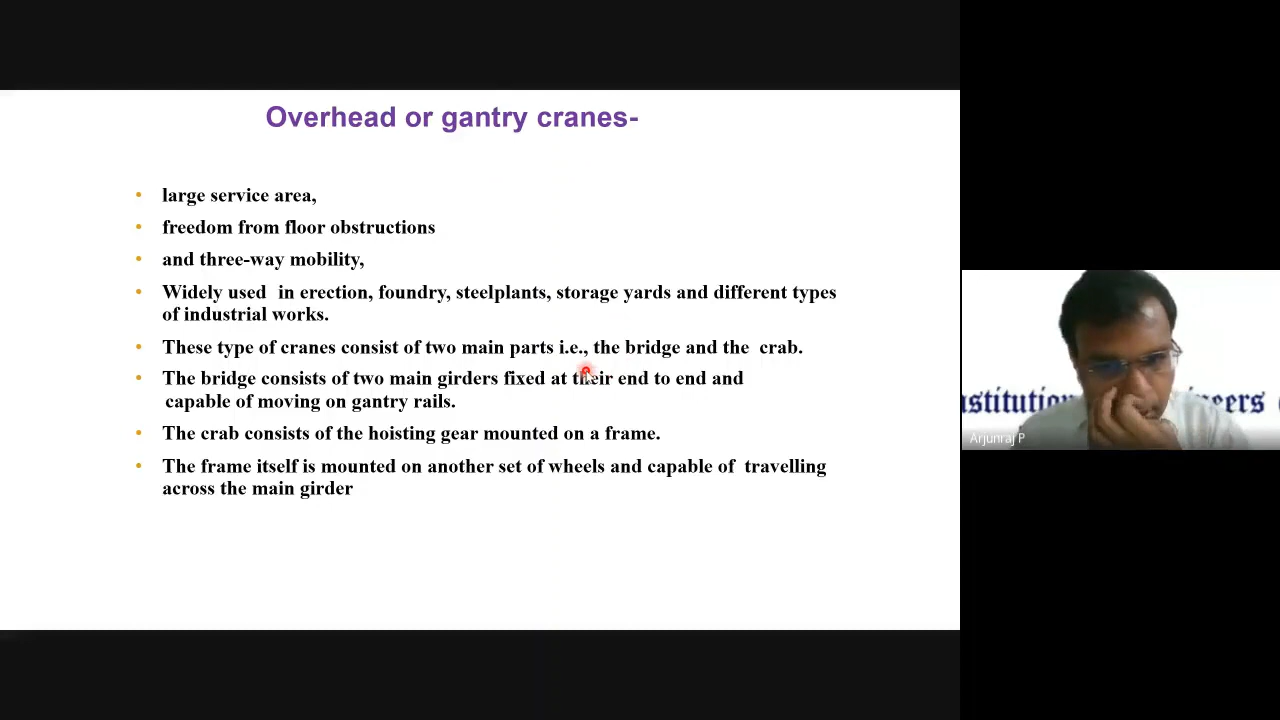 Overhead or gantry cranes-
• large service area,
• freedom from floor obstructions
• and three-way mobility,
• Widely used in erection, foundry, steelplants, storage yards and different types
of industrial works.
• These type of cranes consist of two main parts i.e., the bridge and the crab.
• The bridge consists of two main girders fixed at their end to end and
capable of moving on gantry rails.
• The crab consists of the hoisting gear mounted on a frame.
• The frame itself is mounted on another set of wheels and capable of travelling
across the main girder
Arjunraj P